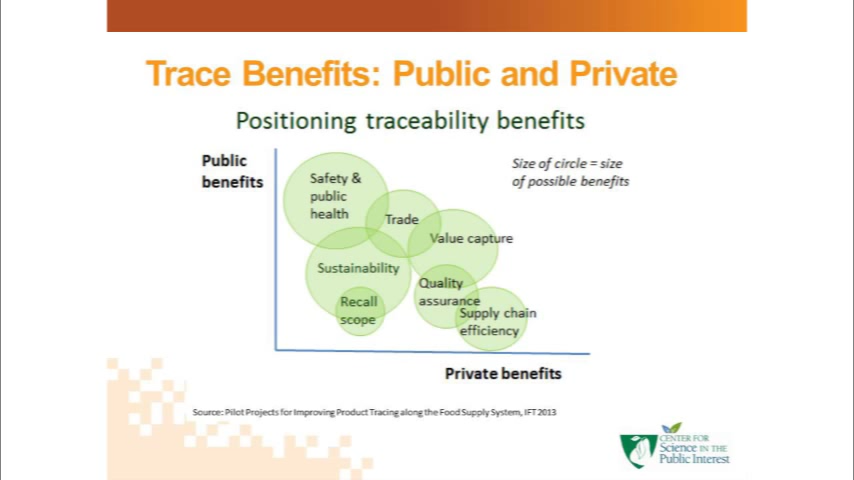 Trace Benefits: Public and Private
Positioning traceability benefits
Public
benefits
Size of circle = size
of possible benefits
Safety &
public
health
Trade
Value capture
Sustainability
Quality
assurance
Recall
scope
Supply chain
efficiency
Private benefits
Source: Pilot Projects for Improving Product Tracing along the Food Supply System, IFT 2013
CENTER FOR
Science IN THE
Public Interest